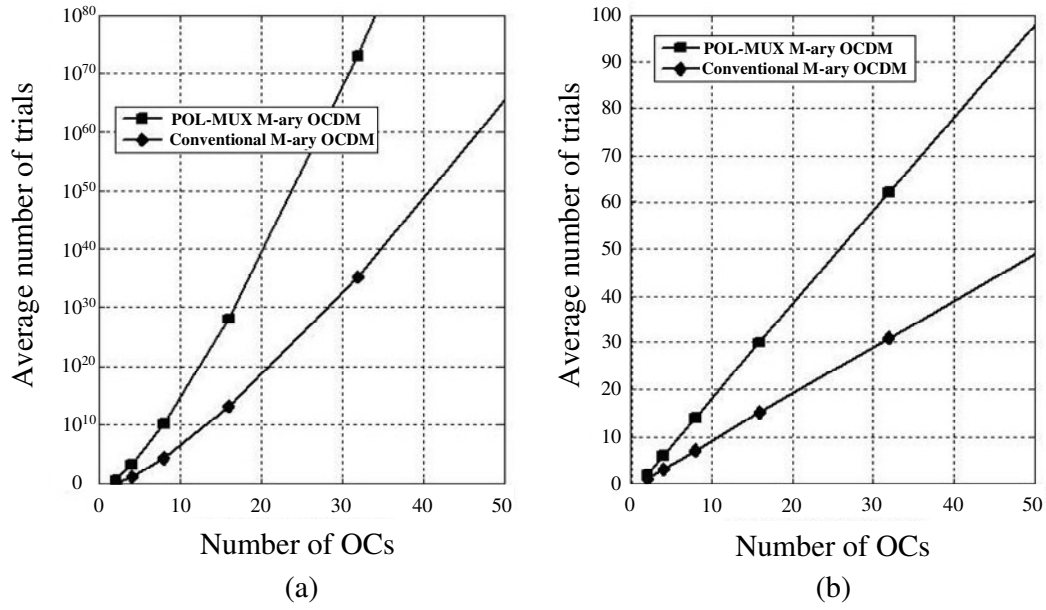 Average number of trials
10^80
10^70
10^60
10^50
10^40
10^30
10^20
10^10
0
POL-MUX M-ary OCDM
Conventional M-ary OCDM
0 10 20 30 40 50
Number of OCs
(a)
Average number of trials
100
90
80
70
60
50
40
30
20
10
0
POL-MUX M-ary OCDM
Conventional M-ary OCDM
0 10 20 30 40 50
Number of OCs
(b)